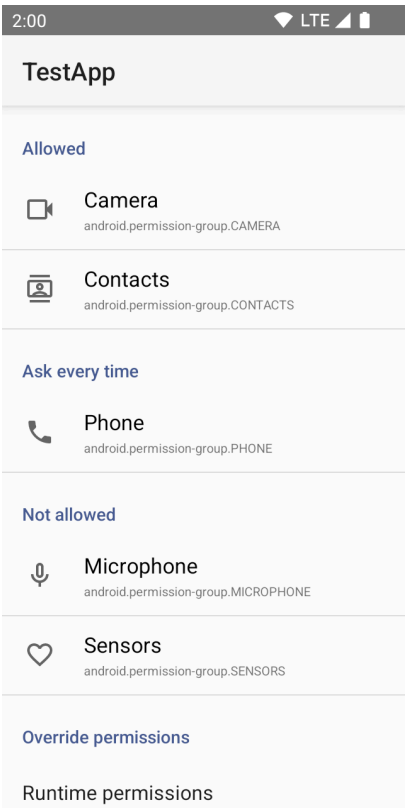 2:00 LTE
TestApp
Allowed
Camera
android.permission-group.CAMERA
Contacts
android.permission-group.CONTACTS
Ask every time
Phone
android.permission-group.PHONE
Not allowed
Microphone
android.permission-group.MICROPHONE
Sensors
android.permission-group.SENSORS
Override permissions
Runtime permissions